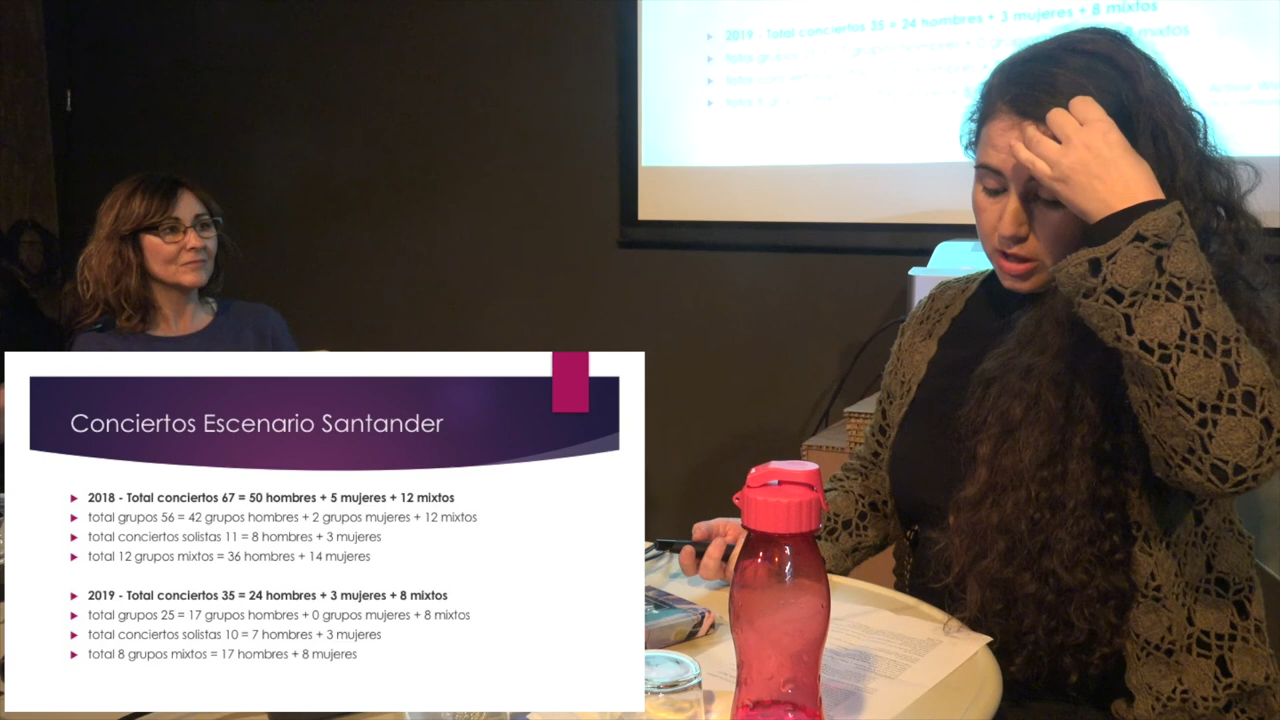 2019 - Total conciertos 35 = 24 hombres + 3 mujeres + 8 mixtos
Conciertos Escenario Santander
2018 - Total conciertos 67 = 50 hombres + 5 mujeres + 12 mixtos
total grupos 56 = 42 grupos hombres + 2 grupos mujeres + 12 mixtos
total conciertos solistas 11 = 8 hombres + 3 mujeres
total 12 grupos mixtos = 36 hombres + 14 mujeres
2019 - Total conciertos 35 = 24 hombres + 3 mujeres + 8 mixtos
total grupos 25 = 17 grupos hombres + 0 grupos mujeres + 8 mixtos
total conciertos solistas 10 = 7 hombres + 3 mujeres
total 8 grupos mixtos = 17 hombres + 8 mujeres